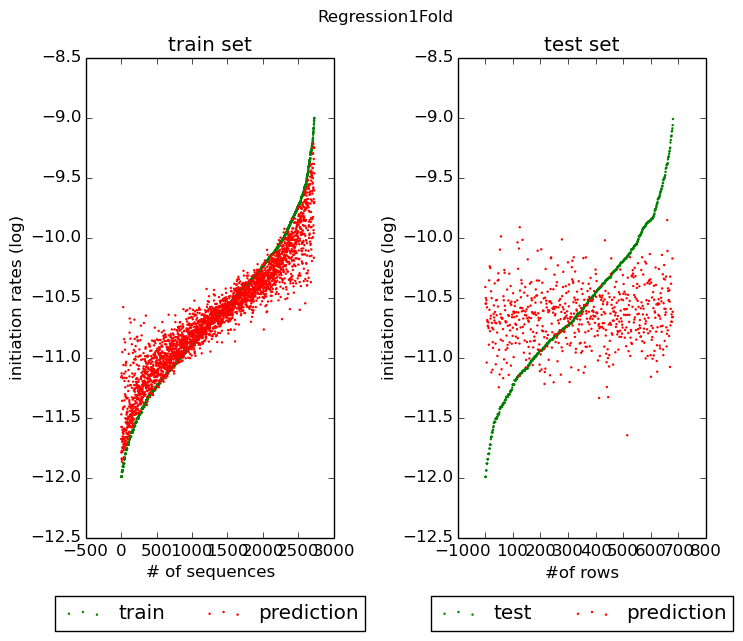 Regression1Fold
train set
test set
initiation rates (log)
−8.5
−9.0
−9.5
−10.0
−10.5
−11.0
−11.5
−12.0
−12.5
−500 0 500 1000 1500 2000 2500 3000
# of sequences
train prediction
initiation rates (log)
−8.5
−9.0
−9.5
−10.0
−10.5
−11.0
−11.5
−12.0
−12.5
−100 0 100 200 300 400 500 600 700 800
#of rows
test prediction